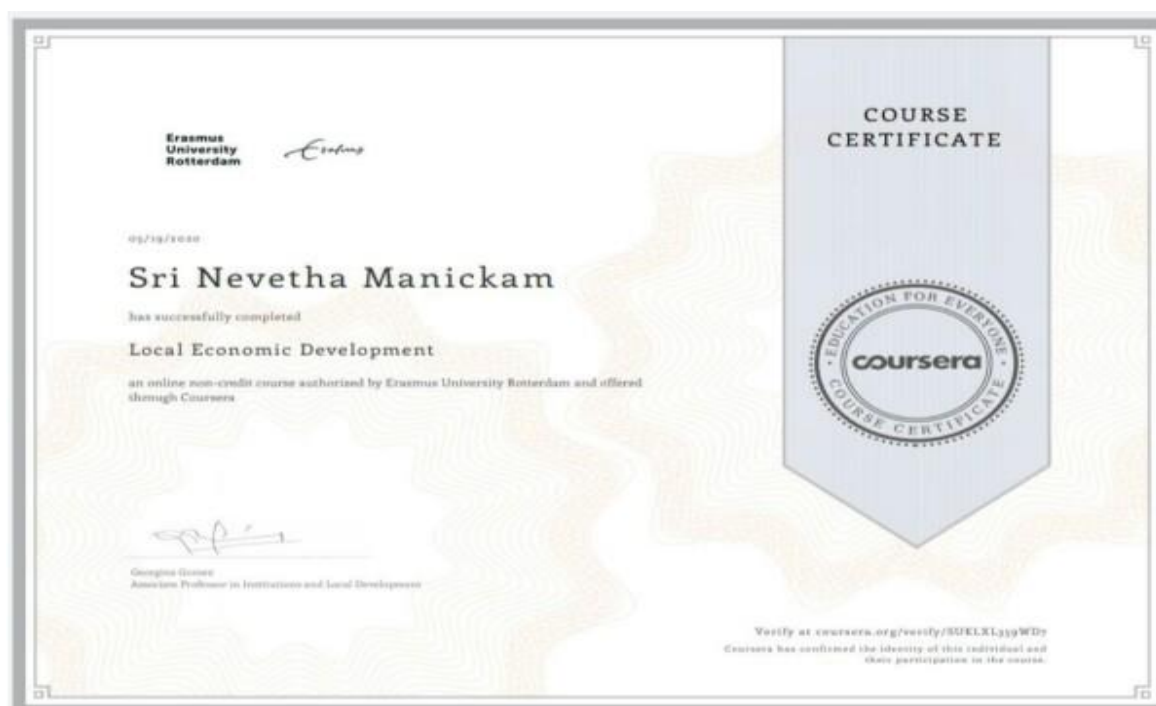 Erasmus
University
Rotterdam
Erasmus
COURSE
CERTIFICATE
05/19/2020
Sri Nevetha Manickam
has successfully completed
Local Economic Development
an online non-credit course authorized by Erasmus University Rotterdam and offered
through Coursera
EDUCATION FOR EVERYONE
coursera
COURSE CERTIFICATE
Georgina Gomez
Associate Professor in Institutions and Local Development
Verify at coursera.org/verify/
Coursera has confirmed the identity of this individual and
their participation in the course.